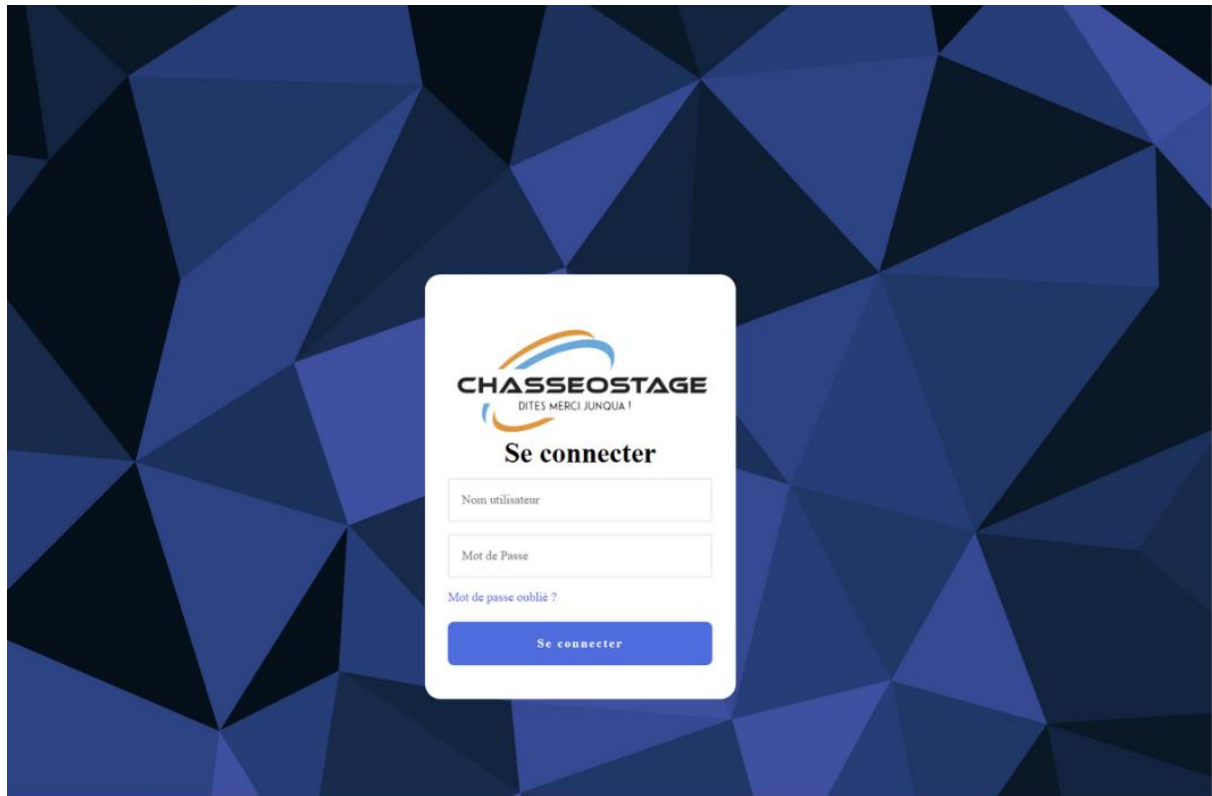 CHASSEOSTAGE
DITES MERCI JUNQUA !
Se connecter
Nom utilisateur
Mot de Passe
Mot de passe oublié ?
Se connecter